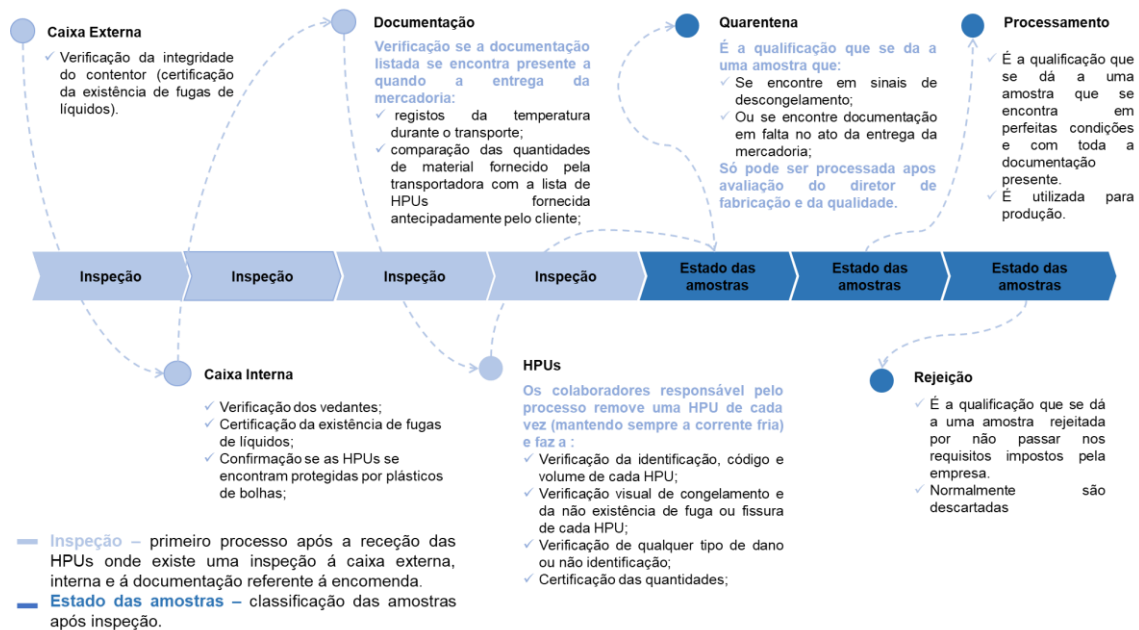 Caixa Externa
✓ Verificação da integridade
do contentor (certificação
da existência de fugas de
líquidos).
Documentação
Verificação se a documentação
listada se encontra presente a
quando a entrega da
mercadoria:
✓ registos da temperatura
durante o transporte;
✓ comparação das quantidades
de material fornecido pela
transportadora com a lista de
HPUs fornecida
antecipadamente pelo cliente;
Quarentena
É a qualificação que se da a
uma amostra que:
✓ Se encontre em sinais de
descongelamento;
✓ Ou se encontre documentação
em falta no ato da entrega da
mercadoria;
Só pode ser processada apos
avaliação do diretor de
fabricação e da qualidade.
Processamento
✓ É a qualificação que
se dá a uma
amostra que se
encontra em
perfeitas condições
e com toda a
documentação
presente.
✓ É utilizada para
produção.
Inspeção
Inspeção
Inspeção
Inspeção
Estado das
amostras
Estado das
amostras
Estado das
amostras
Caixa Interna
✓ Verificação dos vedantes;
✓ Certificação da existência de fugas
de líquidos;
✓ Confirmação se as HPUs se
encontram protegidas por plásticos
de bolhas;
HPUs
Os colaboradores responsável pelo
processo remove uma HPU de cada
vez (mantendo sempre a corrente fria)
e faz a :
✓ Verificação da identificação, código e
volume de cada HPU;
✓ Verificação visual de congelamento e
da não existência de fuga ou fissura
de cada HPU;
✓ Verificação de qualquer tipo de dano
ou não identificação;
✓ Certificação das quantidades;
Rejeição
✓ É a qualificação que se dá
a uma amostra rejeitada
por não passar nos
requisitos impostos pela
empresa.
✓ Normalmente são
descartadas
Inspeção – primeiro processo após a receção das
HPUs onde existe uma inspeção á caixa externa,
interna e á documentação referente á encomenda.
Estado das amostras – classificação das amostras
após inspeção.